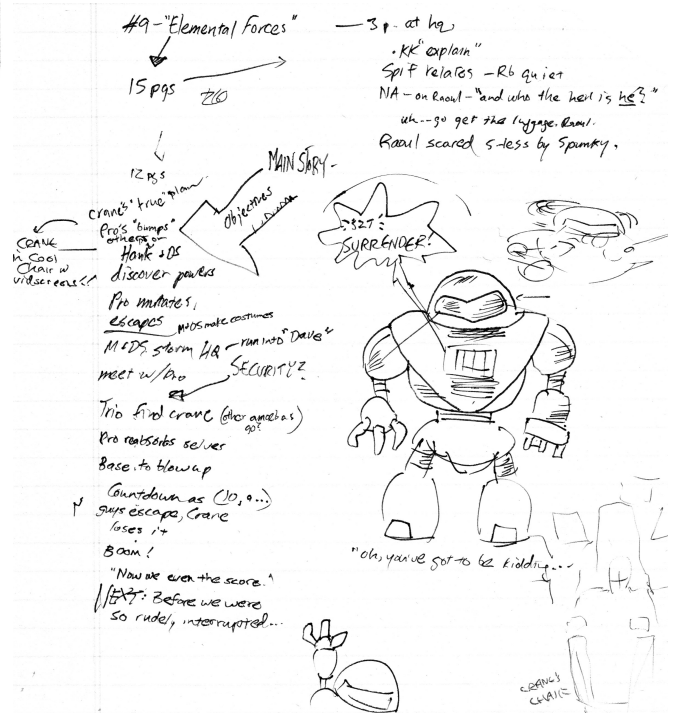 #9 - "Elemental Forces"
15 pgs
3 p. at hq
• KK "explain"
Spif relates - Rb quiet
NA - on Raoul - "and who the hell is he?"
uh... go get the luggage, Raoul.
Raoul scared s-less by Spunky.
12 pgs
MAIN STORY -
Objectives
Crane's "true" plan
Pro's "bumps"
others or
Hank + DS
discover powers
CRANE
in Cool
Chair w
vidscreens!!
Pro mutates,
escapes
M+DS make costumes
M+DS storm HQ - run into "Dave"
meet w/ Pro
SECURITY?
Trio find crane (other amoebas go?)
Pro reabsorbs selves
Base to blow up
Countdown as (10, 9...)
guys escape, Crane
loses it
Boom!
"Now we even the score."
NEXT: Before we were
so rudely interrupted...
:SZT:
SURRENDER!
"Oh, you've got to be kidding...
CRANE'S
CHAIR